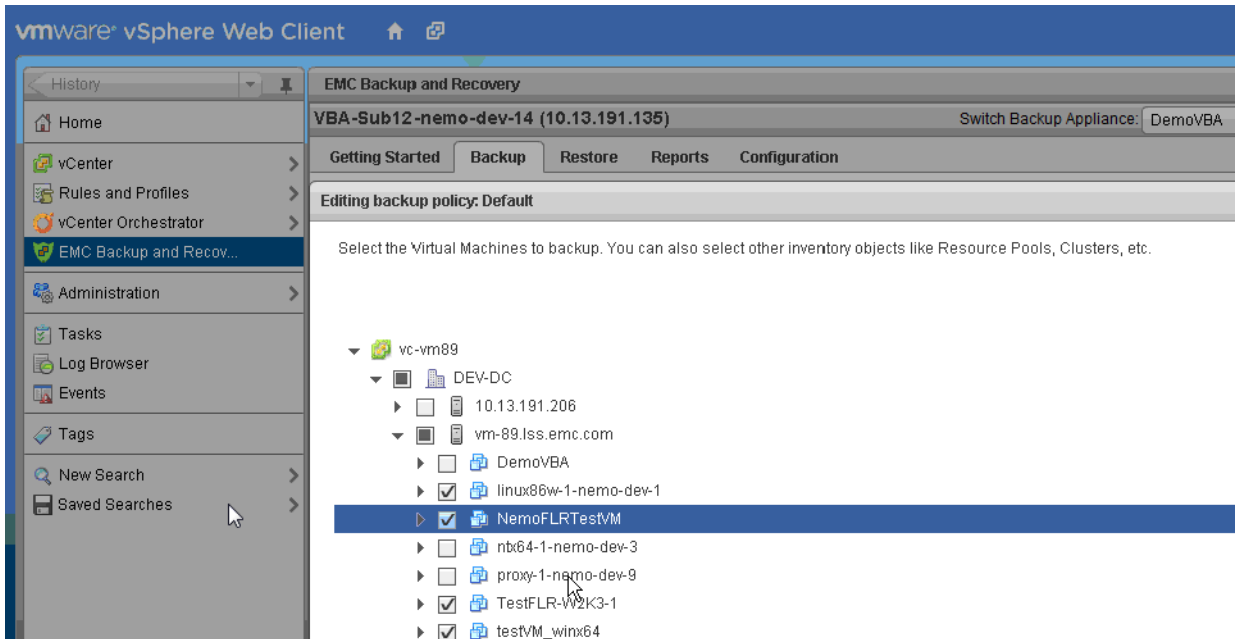 vmware® vSphere Web Client
History
Home
vCenter
Rules and Profiles
vCenter Orchestrator
EMC Backup and Recov...
Administration
Tasks
Log Browser
Events
Tags
New Search
Saved Searches
EMC Backup and Recovery
VBA-Sub12-nemo-dev-14 (10.13.191.135) Switch Backup Appliance: DemoVBA
Getting Started Backup Restore Reports Configuration
Editing backup policy: Default
Select the Virtual Machines to backup. You can also select other inventory objects like Resource Pools, Clusters, etc.
vc-vm89
DEV-DC
10.13.191.206
vm-89.lss.emc.com
DemoVBA
linux86w-1-nemo-dev-1
NemoFLRTestVM
ntx64-1-nemo-dev-3
proxy-1-nemo-dev-9
TestFLR-W2K3-1
testVM_winx64